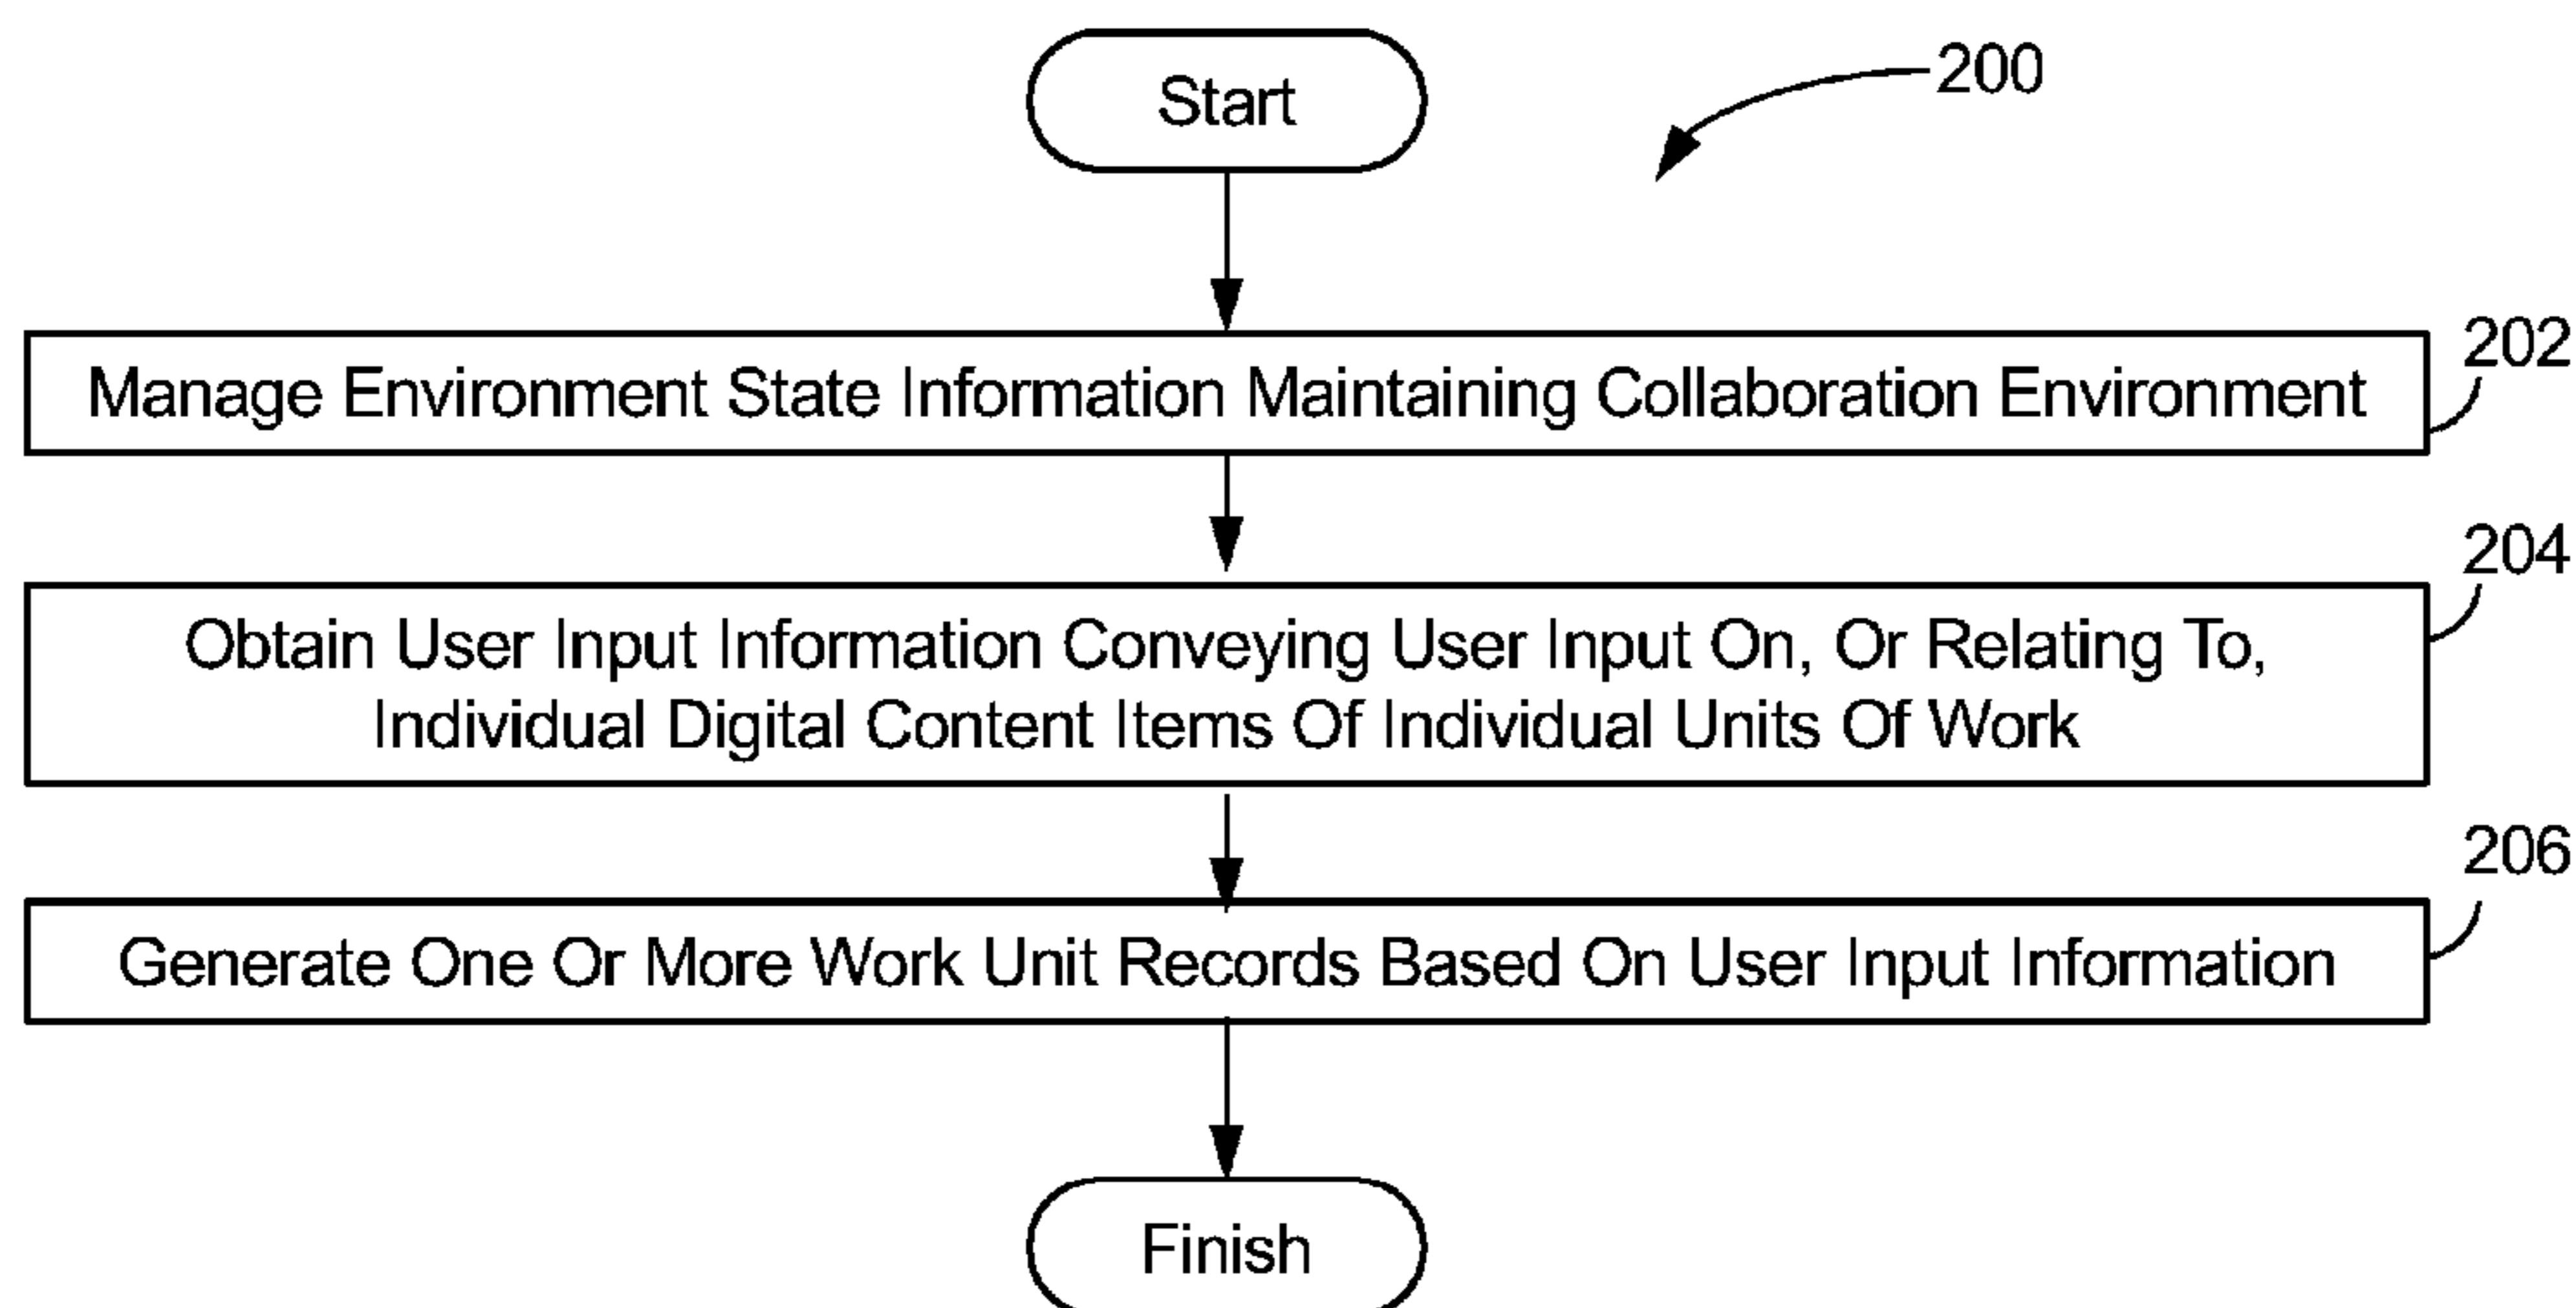 Start
200
Manage Environment State Information Maintaining Collaboration Environment
202
Obtain User Input Information Conveying User Input On, Or Relating To,
Individual Digital Content Items Of Individual Units Of Work
204
Generate One Or More Work Unit Records Based On User Input Information
206
Finish